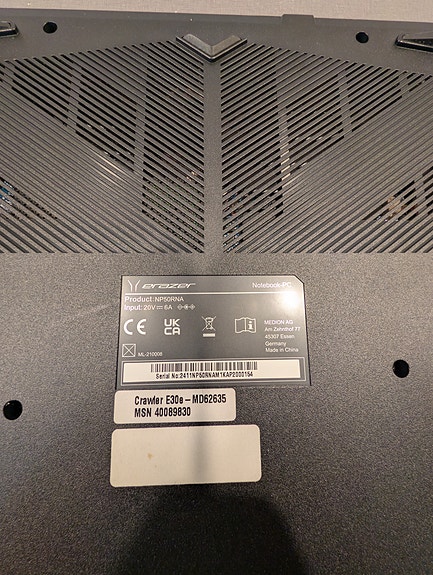 erazer Notebook-PC
Product:NP50RNA
Input: 20V⎓6A
CE UK CA
MEDION AG
Am Zehnthof 77
45307 Essen
Germany
Made in China
ML-210008
Serial No:2411NP50RNAM1KAP2000154
Crawler E30e – MD62635
MSN 40089830